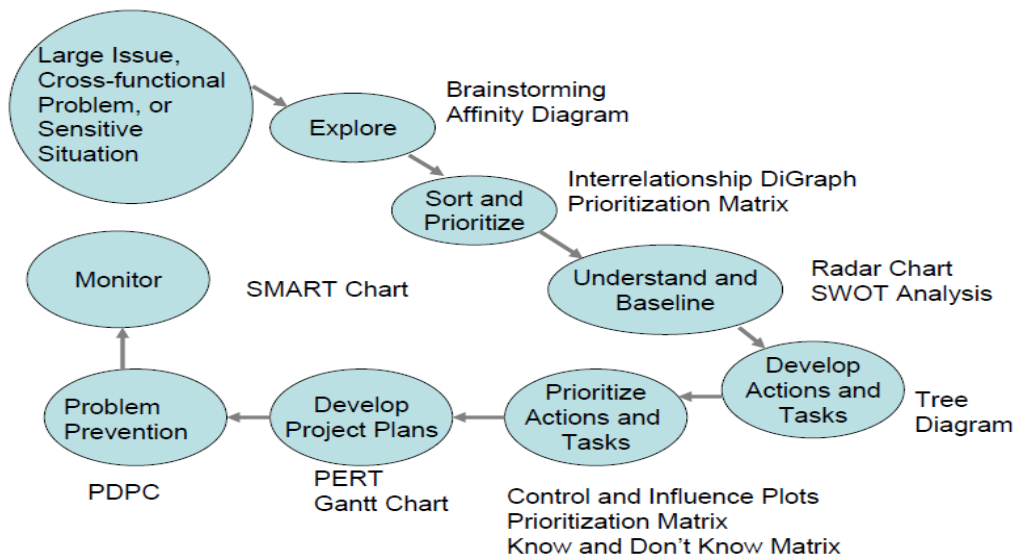 Large Issue,
Cross-functional
Problem, or
Sensitive
Situation
Explore
Brainstorming
Affinity Diagram
Sort and
Prioritize
Interrelationship DiGraph
Prioritization Matrix
Understand and
Baseline
Radar Chart
SWOT Analysis
Develop
Actions and
Tasks
Tree
Diagram
Prioritize
Actions and
Tasks
Control and Influence Plots
Prioritization Matrix
Know and Don't Know Matrix
Develop
Project Plans
PERT
Gantt Chart
Problem
Prevention
PDPC
Monitor
SMART Chart